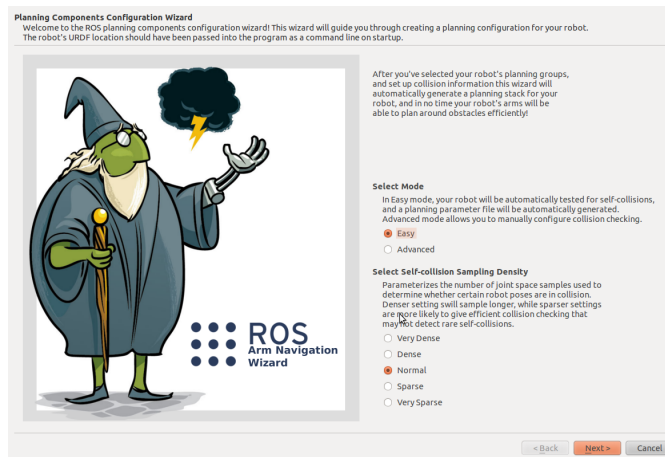 Planning Components Configuration Wizard
Welcome to the ROS planning components configuration wizard! This wizard will guide you through creating a planning configuration for your robot.
The robot's URDF location should have been passed into the program as a command line on startup.
After you've selected your robot's planning groups,
and set up collision information this wizard will
automatically generate a planning stack for your
robot, and in no time your robot's arms will be
able to plan around obstacles efficiently!
Select Mode
In Easy mode, your robot will be automatically tested for self-collisions,
and a planning parameter file will be automatically generated.
Advanced mode allows you to manually configure collision checking.
Easy
Advanced
Select Self-collision Sampling Density
Parameterizes the number of joint space samples used to
determine whether certain robot poses are in collision.
Denser setting swill sample longer, while sparser settings
are more likely to give efficient collision checking that
may not detect rare self-collisions.
Very Dense
Dense
Normal
Sparse
Very Sparse
ROS
Arm Navigation
Wizard
< Back
Next >
Cancel